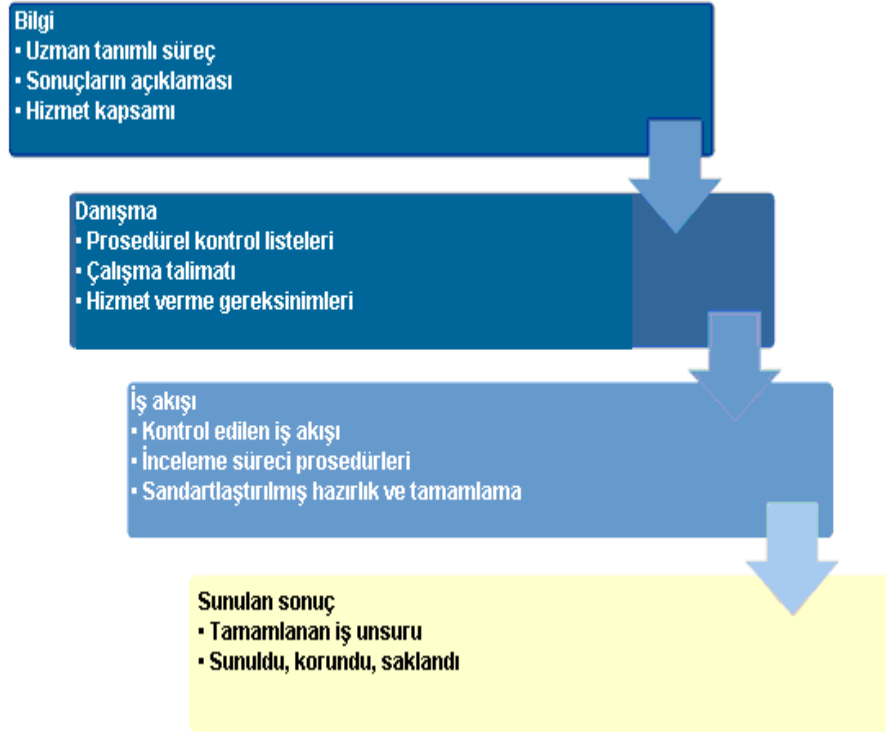 Bilgi
▪ Uzman tanımlı süreç
▪ Sonuçların açıklaması
▪ Hizmet kapsamı
Danışma
▪ Prosedürel kontrol listeleri
▪ Çalışma talimatı
▪ Hizmet verme gereksinimleri
İş akışı
▪ Kontrol edilen iş akışı
▪ İnceleme süreci prosedürleri
▪ Sandartlaştırılmış hazırlık ve tamamlama
Sunulan sonuç
▪ Tamamlanan iş unsuru
▪ Sunuldu, korundu, saklandı